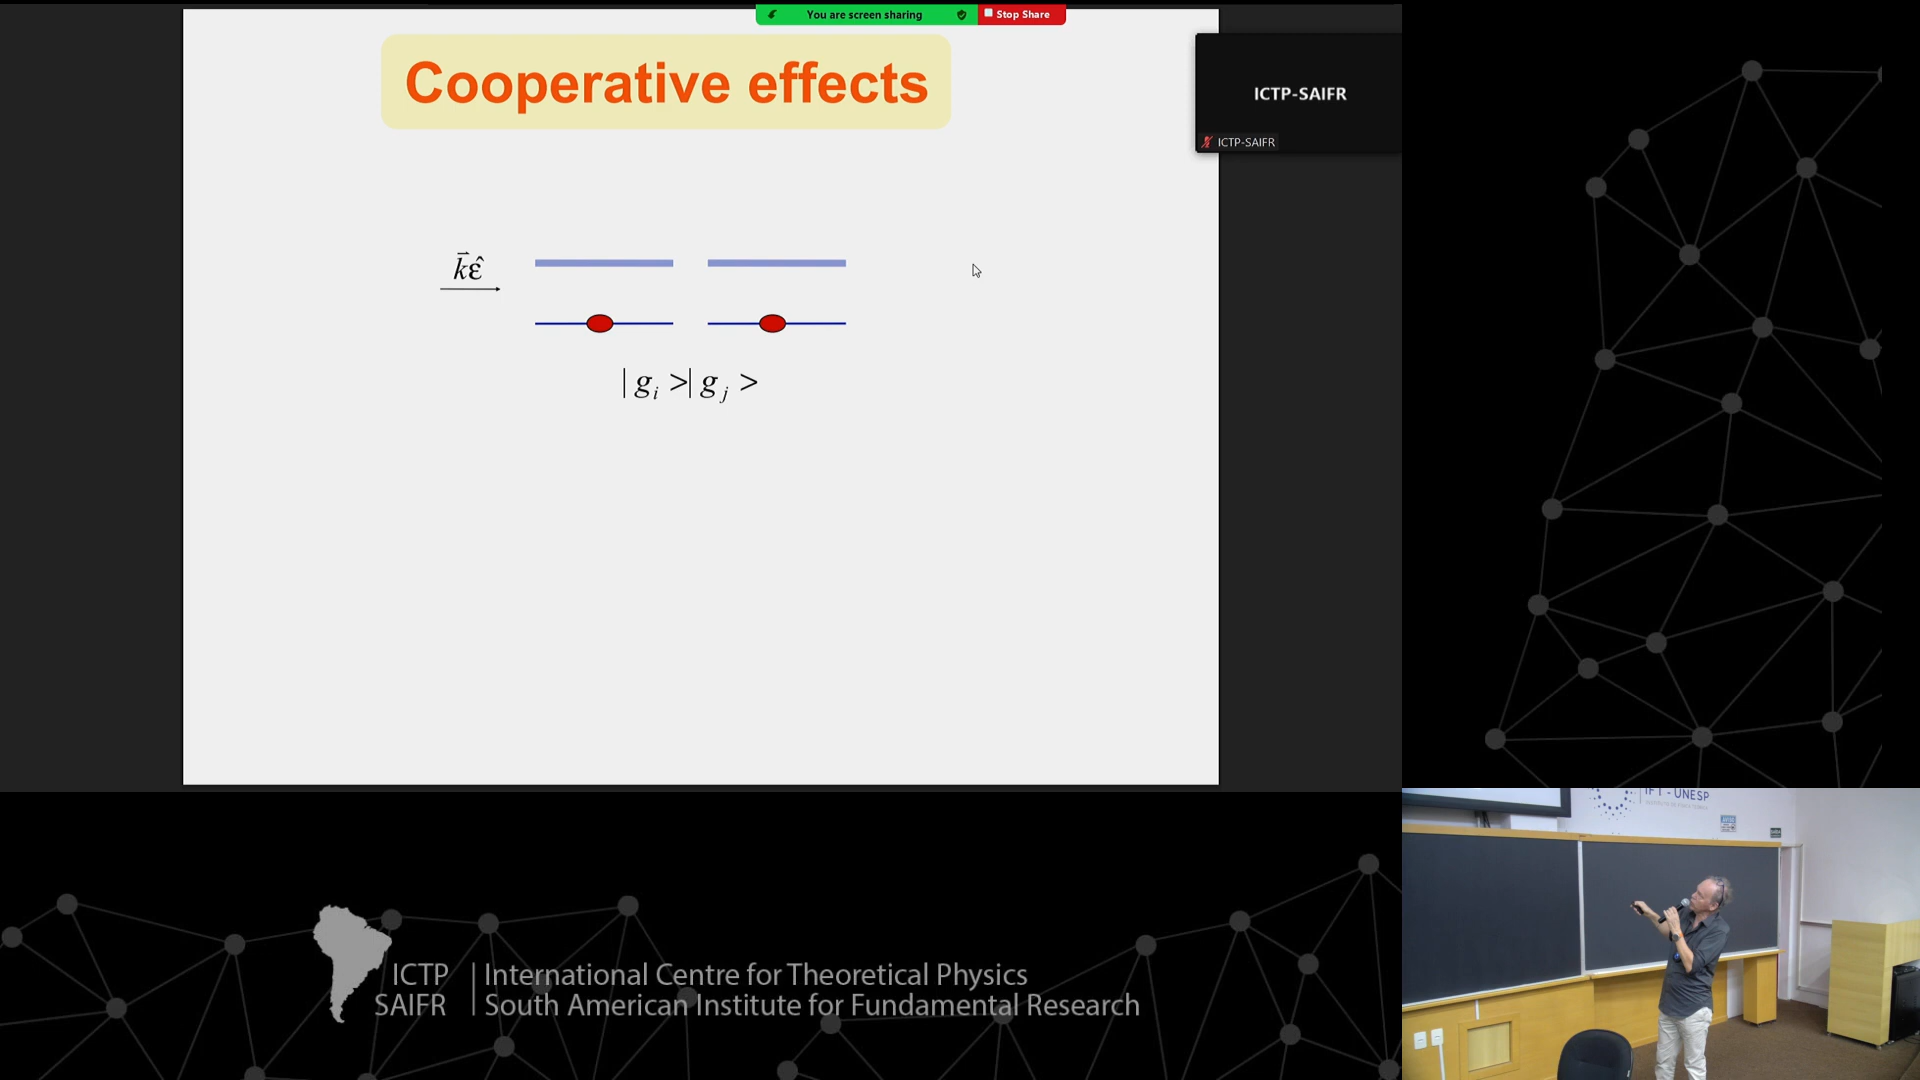 You are screen sharing
Stop Share
Cooperative effects
ICTP-SAIFR
ICTP-SAIFR
k⃗ε̂
| g_i >| g_j >
IFT - UNESP
ICTP | International Centre for Theoretical Physics
SAIFR | South American Institute for Fundamental Research